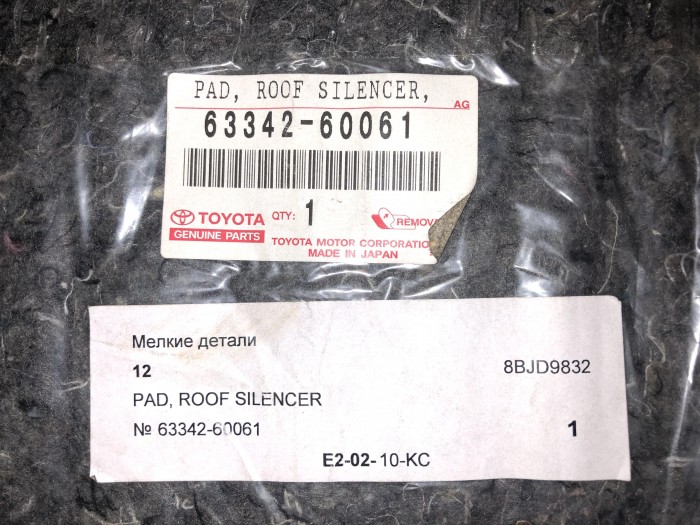 PAD, ROOF SILENCER,
AG
63342-60061
TOYOTA QTY: 1
GENUINE PARTS
TOYOTA MOTOR CORPORATION
MADE IN JAPAN
Мелкие детали
12 8BJD9832
PAD, ROOF SILENCER
№ 63342-60061 1
E2-02-10-KC